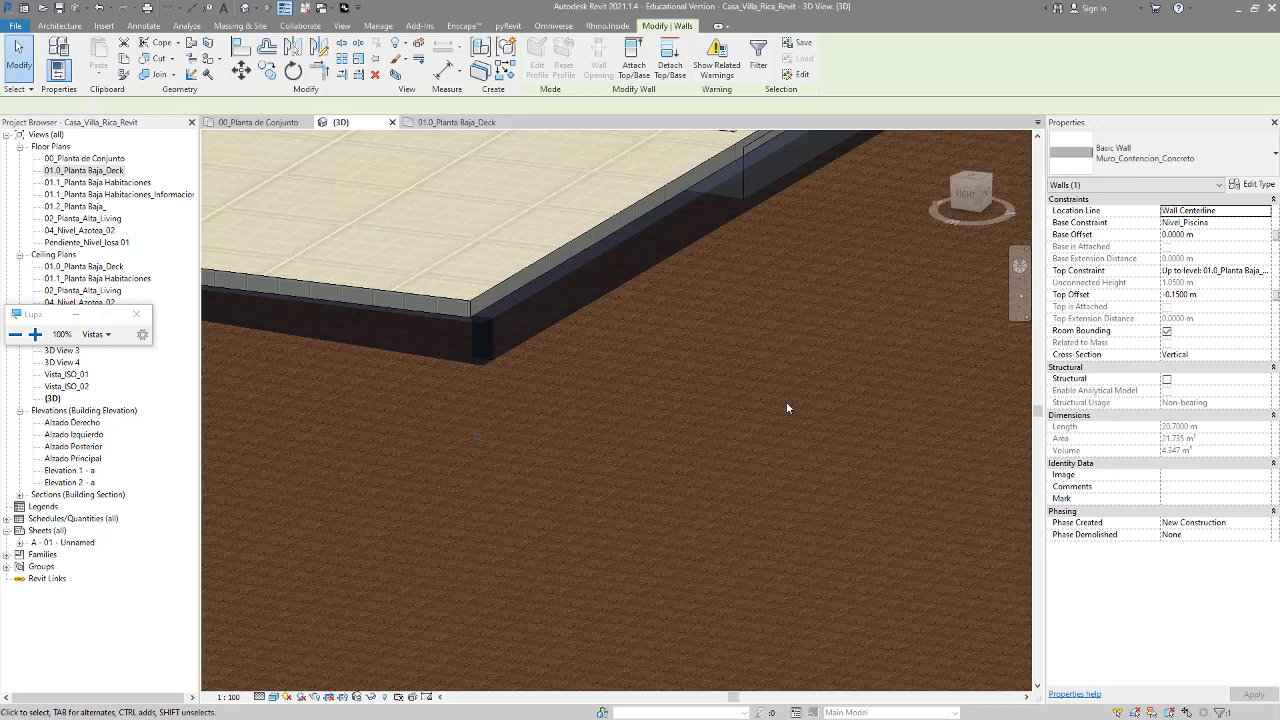 Autodesk Revit 2021.1.4 - Educational Version - Casa_Villa_Rica_Revit - 3D View: {3D}
Sign In
File Architecture Insert Annotate Analyze Massing & Site Collaborate View Manage Add-Ins Enscape™ pyRevit Omniverse Rhino.Inside Modify | Walls
Modify
Paste
Cope
Cut
Join
Edit Profile
Reset Profile
Wall Opening
Attach Top/Base
Detach Top/Base
Show Related Warnings
Filter
Save
Load
Edit
Select Properties Clipboard Geometry Modify View Measure Create Mode Modify Wall Warning Selection
Project Browser - Casa_Villa_Rica_Revit
Views (all)
Floor Plans
00_Planta de Conjunto
01.0_Planta Baja_Deck
01.1_Planta Baja Habitaciones
01.1_Planta Baja Habitaciones_Informacion
01.2_Planta Baja_
02_Planta_Alta_Living
04_Nivel_Azotea_02
Pendiente_Nivel_losa 01
Ceiling Plans
01.0_Planta Baja_Deck
01.1_Planta Baja Habitaciones
02_Planta_Alta_Living
04_Nivel_Azotea_02
Lupa
100% Vistas
3D View 3
3D View 4
Vista_ISO_01
Vista_ISO_02
{3D}
Elevations (Building Elevation)
Alzado Derecho
Alzado Izquierdo
Alzado Posterior
Alzado Principal
Elevation 1 - a
Elevation 2 - a
Sections (Building Section)
Legends
Schedules/Quantities (all)
Sheets (all)
A - 01 - Unnamed
Families
Groups
Revit Links
00_Planta de Conjunto
{3D}
01.0_Planta Baja_Deck
RIGHT
Properties
Basic Wall
Muro_Contencion_Concreto
Walls (1) Edit Type
Constraints
Location Line Wall Centerline
Base Constraint Nivel_Piscina
Base Offset 0.0000 m
Base is Attached
Base Extension Distance 0.0000 m
Top Constraint Up to level: 01.0_Planta Baja_...
Unconnected Height 1.0500 m
Top Offset -0.1500 m
Top is Attached
Top Extension Distance 0.0000 m
Room Bounding
Related to Mass
Cross-Section Vertical
Structural
Structural
Enable Analytical Model
Structural Usage Non-bearing
Dimensions
Length 20.7000 m
Area 21.735 m²
Volume 4.347 m³
Identity Data
Image
Comments
Mark
Phasing
Phase Created New Construction
Phase Demolished None
Properties help Apply
1 : 100
Click to select, TAB for alternates, CTRL adds, SHIFT unselects.
:0
Main Model
:1